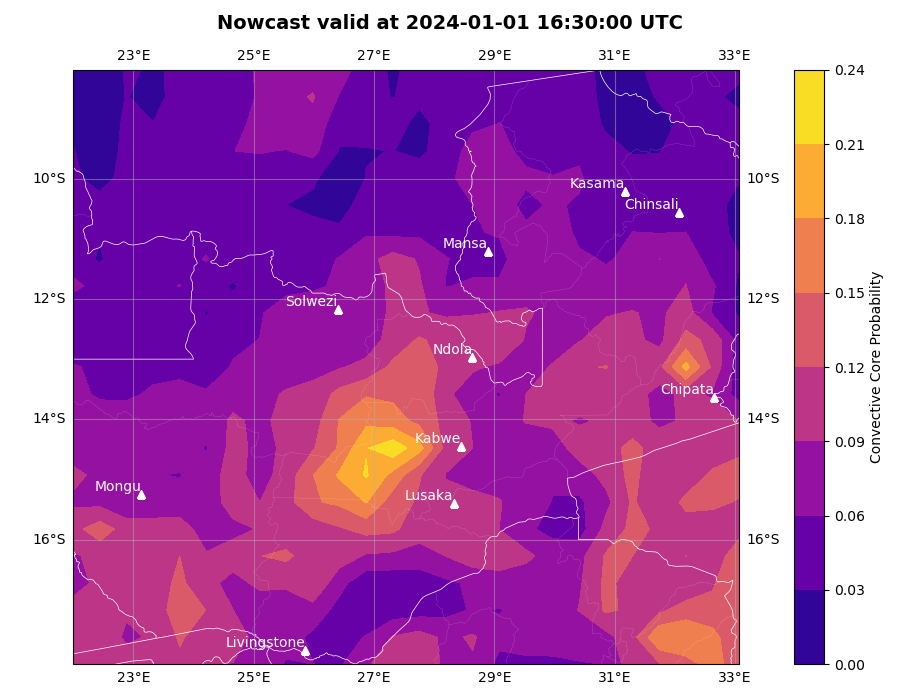 Nowcast valid at 2024-01-01 16:30:00 UTC
23°E 25°E 27°E 29°E 31°E 33°E
0.24
0.21
10°S 10°S
Kasama
Chinsali
0.18
Mansa
0.15
12°S 12°S
Solwezi
Ndola
0.12
Chipata
14°S 14°S
Kabwe
0.09
Mongu
Lusaka
0.06
16°S 16°S
0.03
Livingstone
0.00
23°E 25°E 27°E 29°E 31°E 33°E
Convective Core Probability